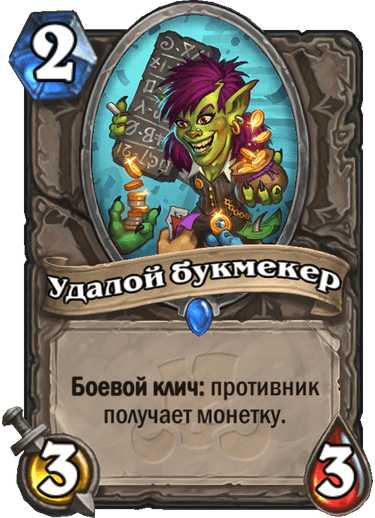 2
Удалой букмекер
Боевой клич: противник
получает монетку.
3
3